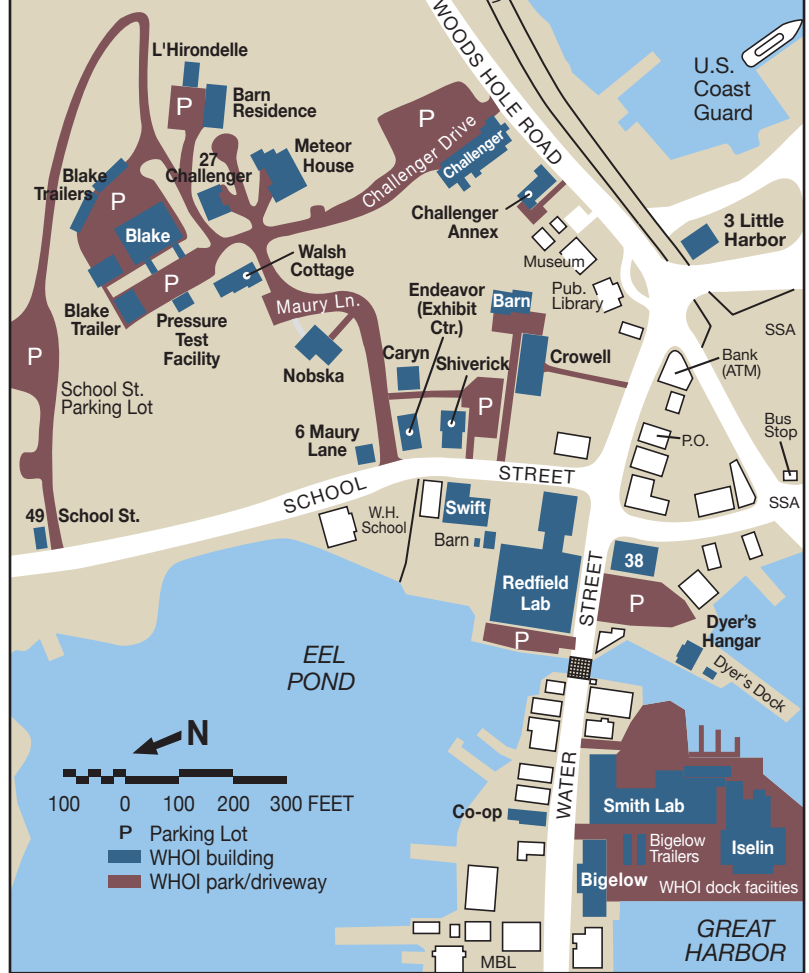 L'Hirondelle
P
Barn
Residence
WOODS HOLE ROAD
U.S.
Coast
Guard
P
27
Challenger
Meteor
House
Challenger Drive
Challenger
Blake
Trailers
P
Blake
Challenger
Annex
3 Little
Harbor
Walsh
Cottage
Museum
Pub.
Library
P
Blake
Trailer
Pressure
Test
Facility
Maury Ln.
Endeavor
(Exhibit
Ctr.)
Barn
SSA
P
Nobska
Caryn
Shiverick
Crowell
Bank
(ATM)
School St.
Parking Lot
P
6 Maury
Lane
P.O.
Bus
Stop
SCHOOL
STREET
SSA
49 School St.
W.H.
School
Swift
Barn
Redfield
Lab
STREET
38
P
P
Dyer's
Hangar
Dyer's Dock
EEL
POND
N
100 0 100 200 300 FEET
P Parking Lot
WHOI building
WHOI park/driveway
WATER
Co-op
Smith Lab
Bigelow
Trailers
Iselin
Bigelow
WHOI dock faciities
GREAT
HARBOR
MBL